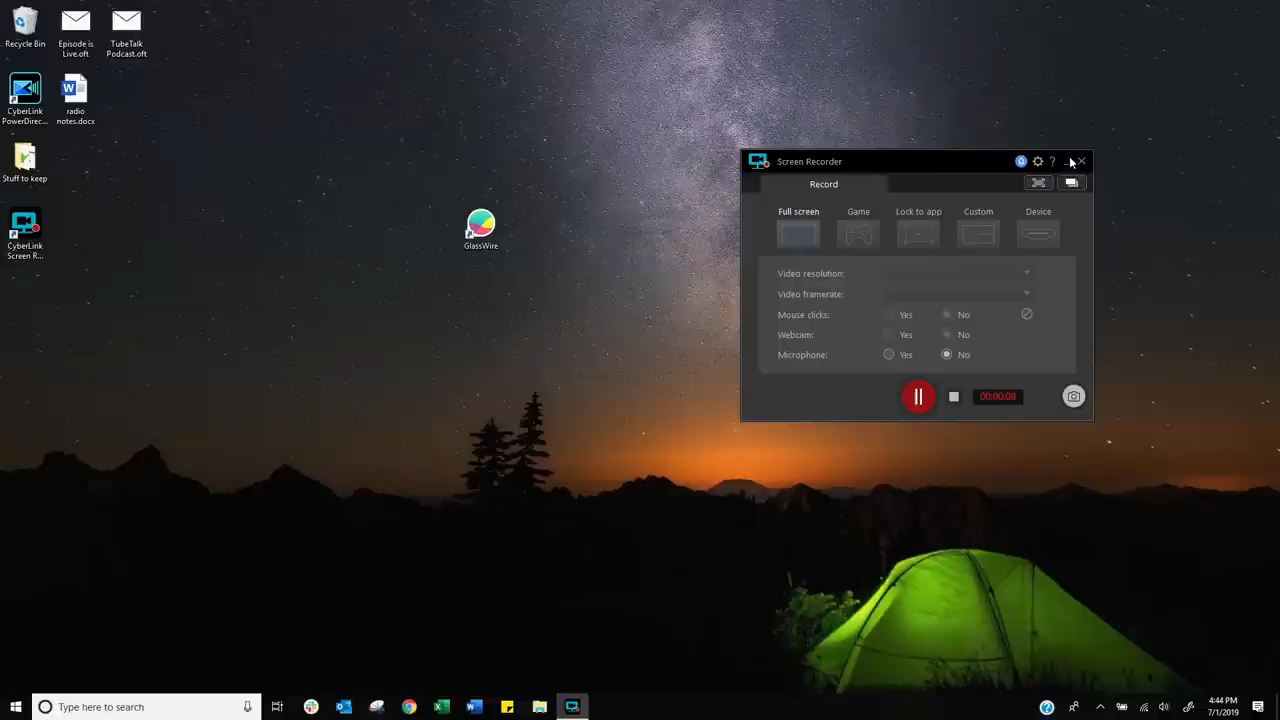 Recycle Bin
Episode is
Live.oft
TubeTalk
Podcast.oft
CyberLink
PowerDirec...
W
radio
notes.docx
Stuff to keep
CyberLink
Screen R...
GlassWire
Screen Recorder
?
Record
Full screen
Game
Lock to app
Custom
Device
Video resolution:
Video framerate:
Mouse clicks:
Yes
No
Webcam:
Yes
No
Microphone:
Yes
No
00:00:08
Type here to search
4:44 PM
7/1/2019